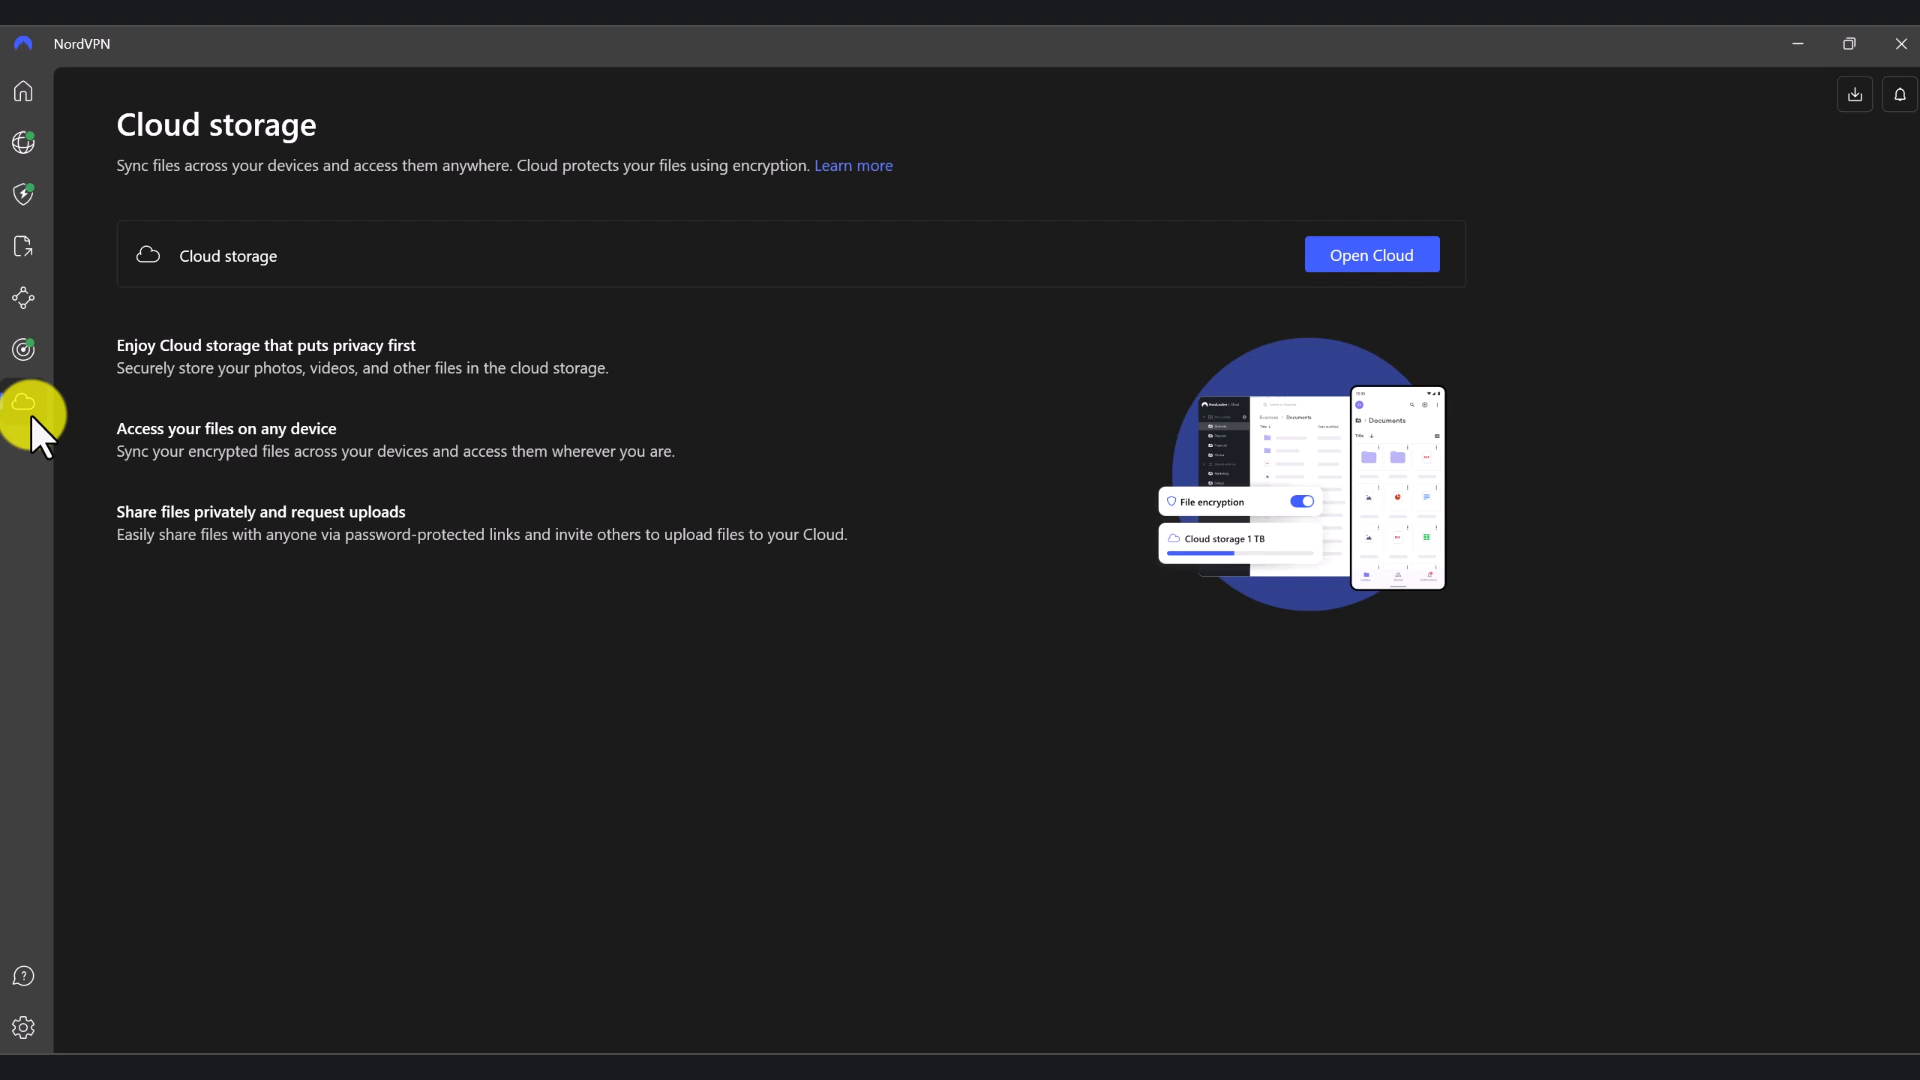 NordVPN
Cloud storage
Sync files across your devices and access them anywhere. Cloud protects your files using encryption. Learn more
Cloud storage
Open Cloud
Enjoy Cloud storage that puts privacy first
Securely store your photos, videos, and other files in the cloud storage.
Access your files on any device
Sync your encrypted files across your devices and access them wherever you are.
Share files privately and request uploads
Easily share files with anyone via password-protected links and invite others to upload files to your Cloud.
Documents
Documents
File encryption
Cloud storage 1 TB